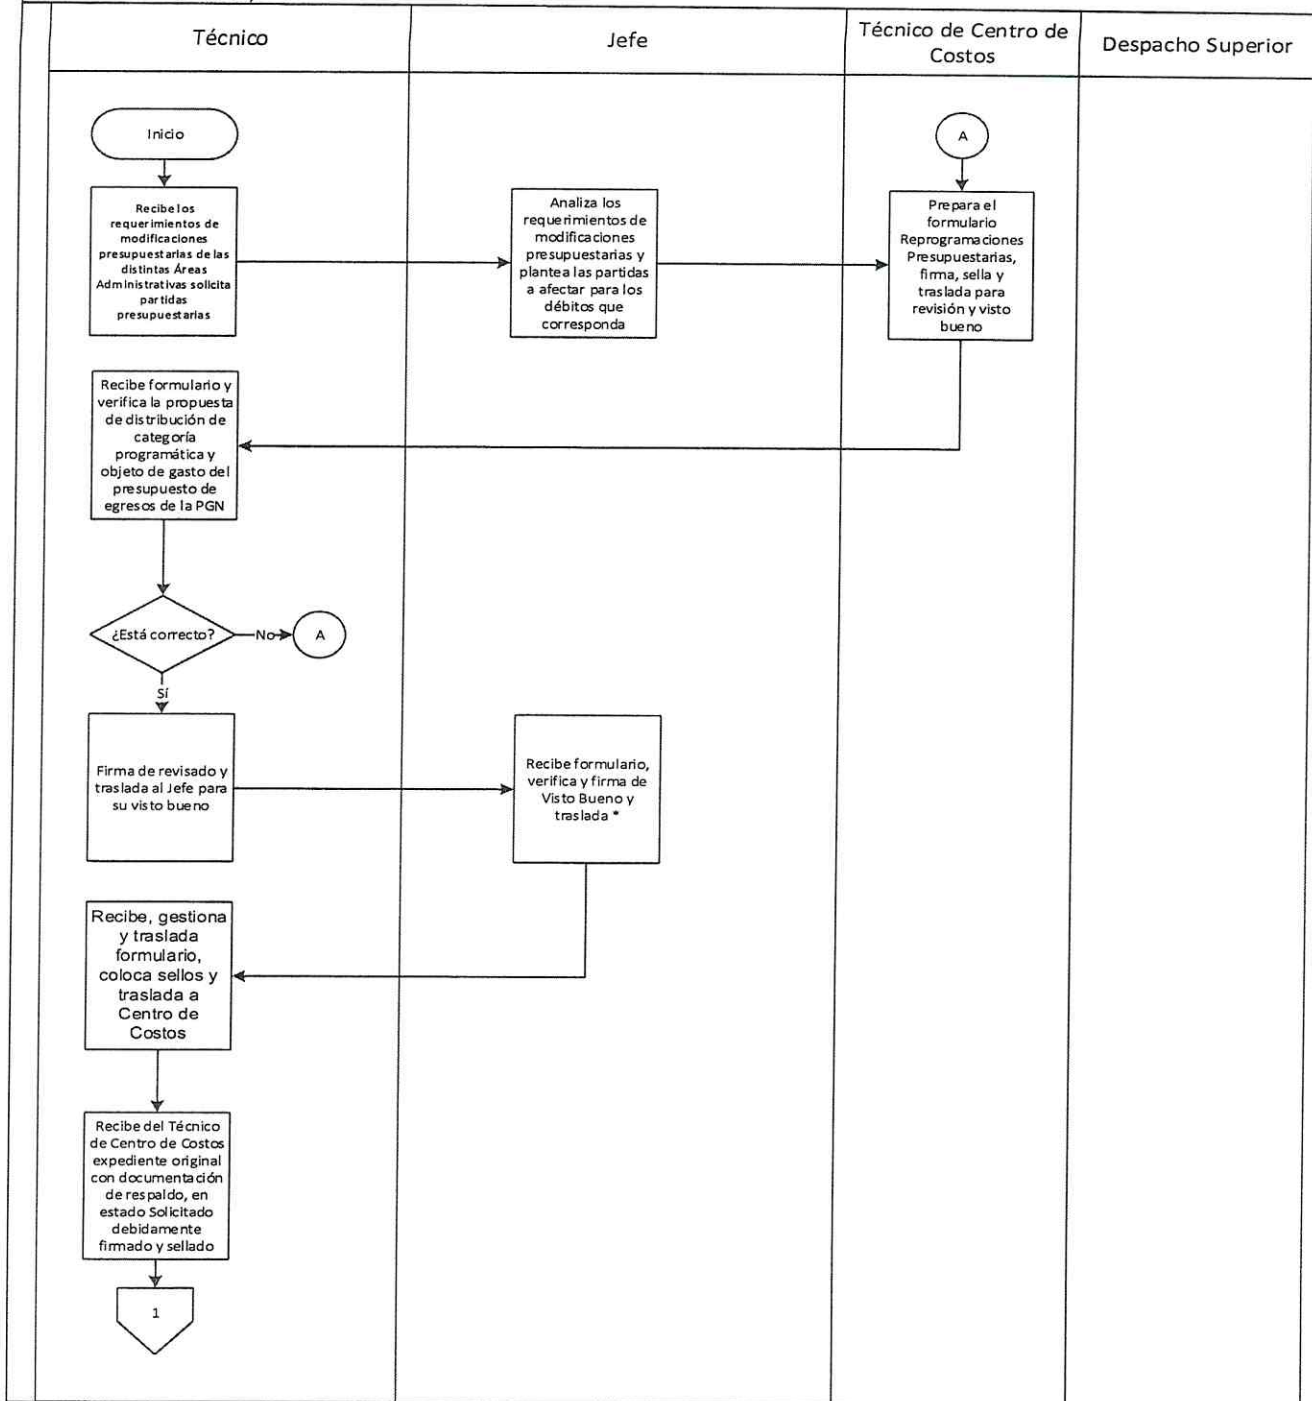 Técnico
Jefe
Técnico de Centro de
Costos
Despacho Superior
Inicio
A
Recibe los
requerimientos de
modificaciones
presupuestarias de las
distintas Áreas
Administrativas solicita
partidas
presupuestarias
Analiza los
requerimientos de
modificaciones
presupuestarias y
plantea las partidas
a afectar para los
débitos que
corresponda
Prepara el
formulario
Reprogramaciones
Presupuestarias,
firma, sella y
traslada para
revisión y visto
bueno
Recibe formulario y
verifica la propuesta
de distribución de
categoría
programática y
objeto de gasto del
presupuesto de
egresos de la PGN
¿Está correcto?
No
A
Sí
Firma de revisado y
traslada al Jefe para
su visto bueno
Recibe formulario,
verifica y firma de
Visto Bueno y
traslada *
Recibe, gestiona
y traslada
formulario,
coloca sellos y
traslada a
Centro de
Costos
Recibe del Técnico
de Centro de Costos
expediente original
con documentación
de respaldo, en
estado Solicitado
debidamente
firmado y sellado
1